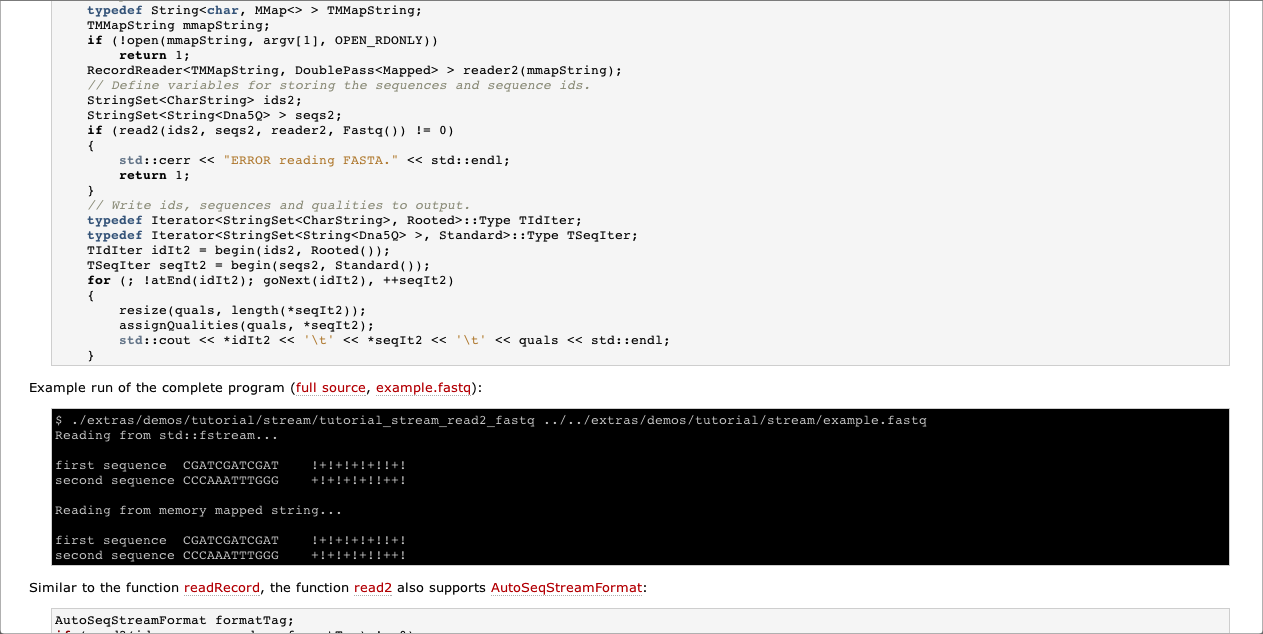 typedef String<char, MMap<> > TMMapString;
TMMapString mmapString;
if (!open(mmapString, argv[1], OPEN_RDONLY))
    return 1;
RecordReader<TMMapString, DoublePass<Mapped> > reader2(mmapString);
// Define variables for storing the sequences and sequence ids.
StringSet<CharString> ids2;
StringSet<String<Dna5Q> > seqs2;
if (read2(ids2, seqs2, reader2, Fastq()) != 0)
{
    std::cerr << "ERROR reading FASTA." << std::endl;
    return 1;
}
// Write ids, sequences and qualities to output.
typedef Iterator<StringSet<CharString>, Rooted>::Type TIdIter;
typedef Iterator<StringSet<String<Dna5Q> >, Standard>::Type TSeqIter;
TIdIter idIt2 = begin(ids2, Rooted());
TSeqIter seqIt2 = begin(seqs2, Standard());
for (; !atEnd(idIt2); goNext(idIt2), ++seqIt2)
{
    resize(quals, length(*seqIt2));
    assignQualities(quals, *seqIt2);
    std::cout << *idIt2 << '\t' << *seqIt2 << '\t' << quals << std::endl;
}
Example run of the complete program (full source, example.fastq):
$ ./extras/demos/tutorial/stream/tutorial_stream_read2_fastq ../../extras/demos/tutorial/stream/example.fastq
Reading from std::fstream...
first sequence  CGATCGATCGAT    !+!+!+!+!!+!
second sequence CCCAAATTTGGG    +!+!+!+!!++!
Reading from memory mapped string...
first sequence  CGATCGATCGAT    !+!+!+!+!!+!
second sequence CCCAAATTTGGG    +!+!+!+!!++!
Similar to the function readRecord, the function read2 also supports AutoSeqStreamFormat:
AutoSeqStreamFormat formatTag;